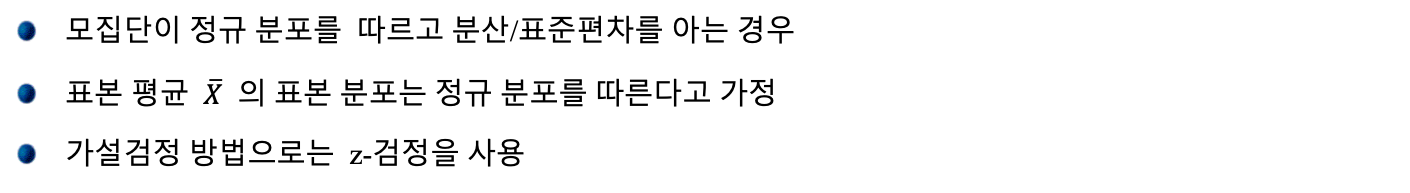 모집단이 정규 분포를 따르고 분산/표준편차를 아는 경우
표본 평균 X̄ 의 표본 분포는 정규 분포를 따른다고 가정
가설검정 방법으로는 z-검정을 사용